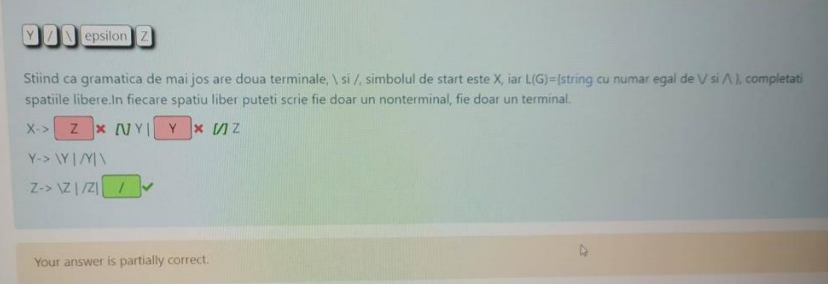 Y / \ epsilon Z
Stiind ca gramatica de mai jos are doua terminale, \ si /, simbolul de start este X, iar L(G)={string cu numar egal de \/ si /\ }, completati
spatiile libere.In fiecare spatiu liber puteti scrie fie doar un nonterminal, fie doar un terminal.
X-> Z × [\] Y | Y × [/] Z
Y-> \Y | /Y| \
Z-> \Z | /Z| / ✓
Your answer is partially correct.